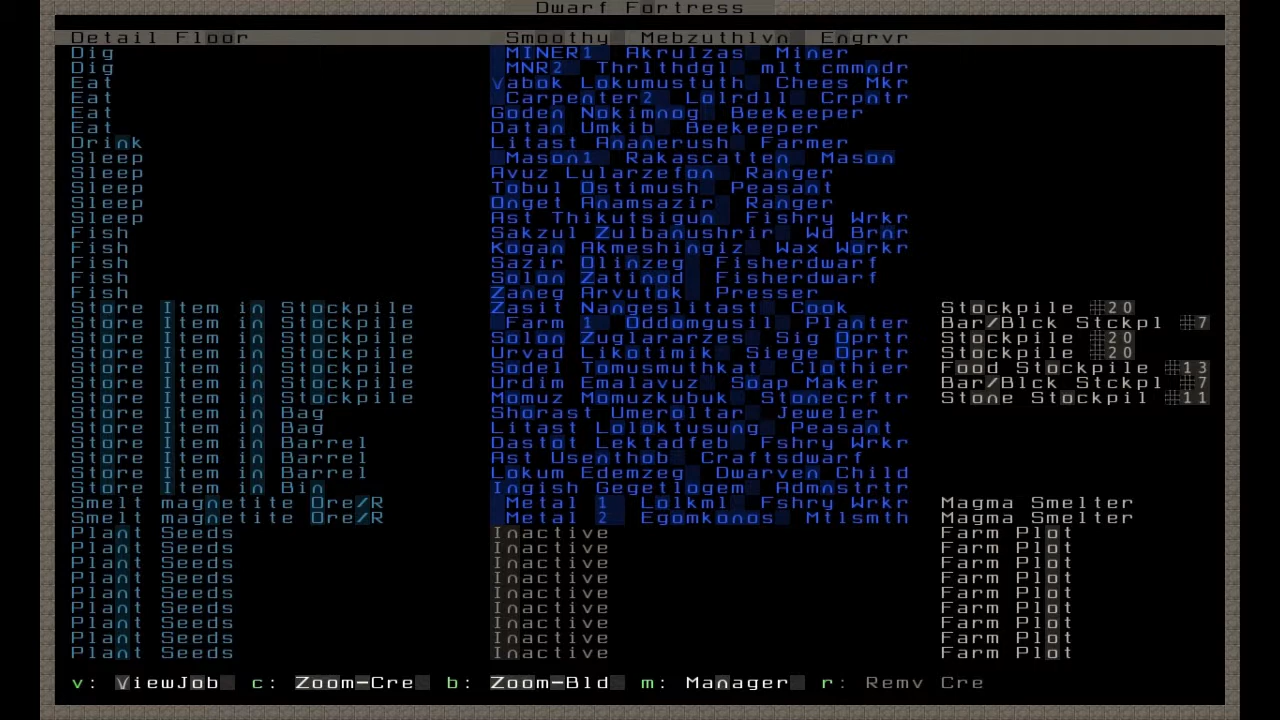 Dwarf Fortress
Detail Floor Smoothy Mebzuthlvn Engrvr
Dig MINER1 Akrulzas Miner
Dig MNR2 Thrlthdgl mlt cmmndr
Eat Vabok Lokumustuth Chees Mkr
Eat Carpenter2 Lolrdll Crpntr
Eat Goden Nokimnog Beekeeper
Eat Datan Umkib Beekeeper
Drink Litast Ananerush Farmer
Sleep Mason1 Rakascatten Mason
Sleep Avuz Lularzefon Ranger
Sleep Tobul Ostimush Peasant
Sleep Onget Anamsazir Ranger
Sleep Ast Thikutsigun Fishry Wrkr
Fish Sakzul Zulbanushrir Wd Brnr
Fish Kogan Akmeshingiz Wax Workr
Fish Sazir Olinzeg Fisherdwarf
Fish Solon Zatinod Fisherdwarf
Fish Zaneg Arvutok Presser
Store Item in Stockpile Zasit Nangeslitast Cook Stockpile #20
Store Item in Stockpile Farm 1 Oddomgusil Planter Bar/Blck Stckpl #7
Store Item in Stockpile Solon Zuglararzes Sig Oprtr Stockpile #20
Store Item in Stockpile Urvad Likotimik Siege Oprtr Stockpile #20
Store Item in Stockpile Sodel Tomusmuthkat Clothier Food Stockpile #13
Store Item in Stockpile Urdim Emalavuz Soap Maker Bar/Blck Stckpl #7
Store Item in Stockpile Momuz Momuzkubuk Stonecrftr Stone Stockpil #11
Store Item in Bag Shorast Umeroltar Jeweler
Store Item in Bag Litast Loloktusung Peasant
Store Item in Barrel Dastot Lektadfeb Fshry Wrkr
Store Item in Barrel Ast Usenthob Craftsdwarf
Store Item in Barrel Lokum Edemzeg Dwarven Child
Store Item in Bin Ingish Gegetlogem Admnstrtr
Smelt magnetite Ore/R Metal 1 Lolkml Fshry Wrkr Magma Smelter
Smelt magnetite Ore/R Metal 2 Egomkonos Mtlsmth Magma Smelter
Plant Seeds Inactive Farm Plot
Plant Seeds Inactive Farm Plot
Plant Seeds Inactive Farm Plot
Plant Seeds Inactive Farm Plot
Plant Seeds Inactive Farm Plot
Plant Seeds Inactive Farm Plot
Plant Seeds Inactive Farm Plot
Plant Seeds Inactive Farm Plot
Plant Seeds Inactive Farm Plot
v: ViewJob c: Zoom-Cre b: Zoom-Bld m: Manager r: Remv Cre